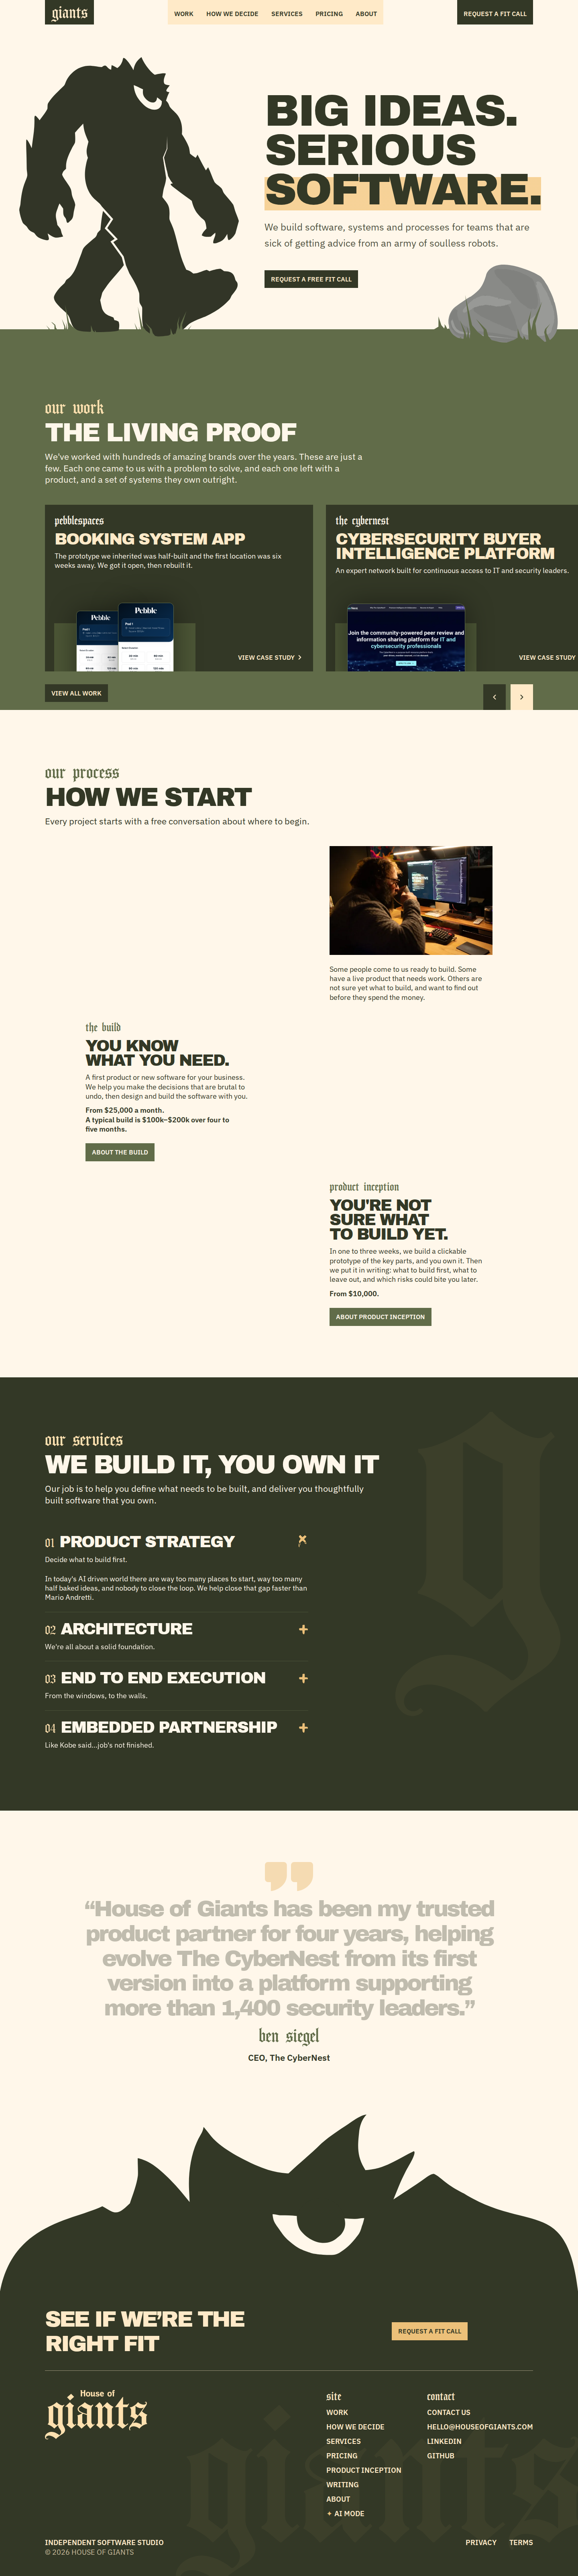 giants
WORK HOW WE DECIDE SERVICES PRICING ABOUT
REQUEST A FIT CALL
BIG IDEAS.
SERIOUS
SOFTWARE.
We build software, systems and processes for teams that are
sick of getting advice from an army of soulless robots.
REQUEST A FREE FIT CALL
our work
THE LIVING PROOF
We've worked with hundreds of amazing brands over the years. These are just a
few. Each one came to us with a problem to solve, and each one left with a
product, and a set of systems they own outright.
pebblespaces
BOOKING SYSTEM APP
The prototype we inherited was half-built and the first location was six
weeks away. We got it open, then rebuilt it.
Pebble
Pebble
Pod 1
VIEW CASE STUDY
the cybernest
CYBERSECURITY BUYER
INTELLIGENCE PLATFORM
An expert network built for continuous access to IT and security leaders.
Join the community-powered peer review and
information sharing platform for IT and
cybersecurity professionals
VIEW CASE STUDY
VIEW ALL WORK
our process
HOW WE START
Every project starts with a free conversation about where to begin.
Some people come to us ready to build. Some
have a live product that needs work. Others are
not sure yet what to build, and want to find out
before they spend the money.
the build
YOU KNOW
WHAT YOU NEED.
A first product or new software for your business.
We help you make the decisions that are brutal to
undo, then design and build the software with you.
From $25,000 a month.
A typical build is $100k–$200k over four to
five months.
ABOUT THE BUILD
product inception
YOU'RE NOT
SURE WHAT
TO BUILD YET.
In one to three weeks, we build a clickable
prototype of the key parts, and you own it. Then
we put it in writing: what to build first, what to
leave out, and which risks could bite you later.
From $10,000.
ABOUT PRODUCT INCEPTION
our services
WE BUILD IT, YOU OWN IT
Our job is to help you define what needs to be built, and deliver you thoughtfully
built software that you own.
01 PRODUCT STRATEGY
Decide what to build first.
In today's AI driven world there are way too many places to start, way too many
half baked ideas, and nobody to close the loop. We help close that gap faster than
Mario Andretti.
02 ARCHITECTURE
We're all about a solid foundation.
03 END TO END EXECUTION
From the windows, to the walls.
04 EMBEDDED PARTNERSHIP
Like Kobe said...job's not finished.
g
“House of Giants has been my trusted
product partner for four years, helping
evolve The CyberNest from its first
version into a platform supporting
more than 1,400 security leaders.”
ben siegel
CEO, The CyberNest
SEE IF WE'RE THE
RIGHT FIT
REQUEST A FIT CALL
House of
giants
site
WORK
HOW WE DECIDE
SERVICES
PRICING
PRODUCT INCEPTION
WRITING
ABOUT
+ AI MODE
contact
CONTACT US
HELLO@HOUSEOFGIANTS.COM
LINKEDIN
GITHUB
giants
INDEPENDENT SOFTWARE STUDIO
© 2026 HOUSE OF GIANTS
PRIVACY TERMS